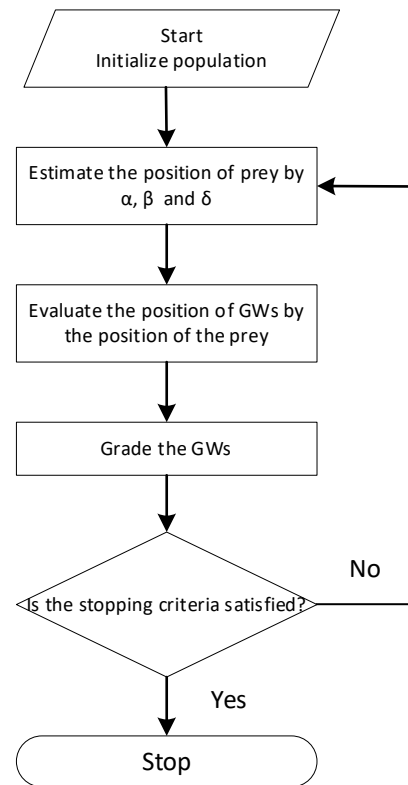 Start
Initialize population
Estimate the position of prey by
α, β and δ
Evaluate the position of GWs by
the position of the prey
Grade the GWs
Is the stopping criteria satisfied?
No
Yes
Stop